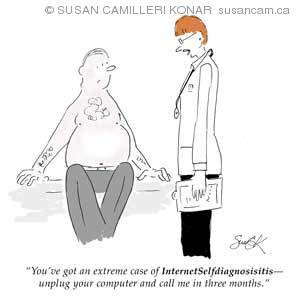 © SUSAN CAMILLERI KONAR susancam.ca
SusCK
"You've got an extreme case of InternetSelfdiagnosisitis—
unplug your computer and call me in three months."